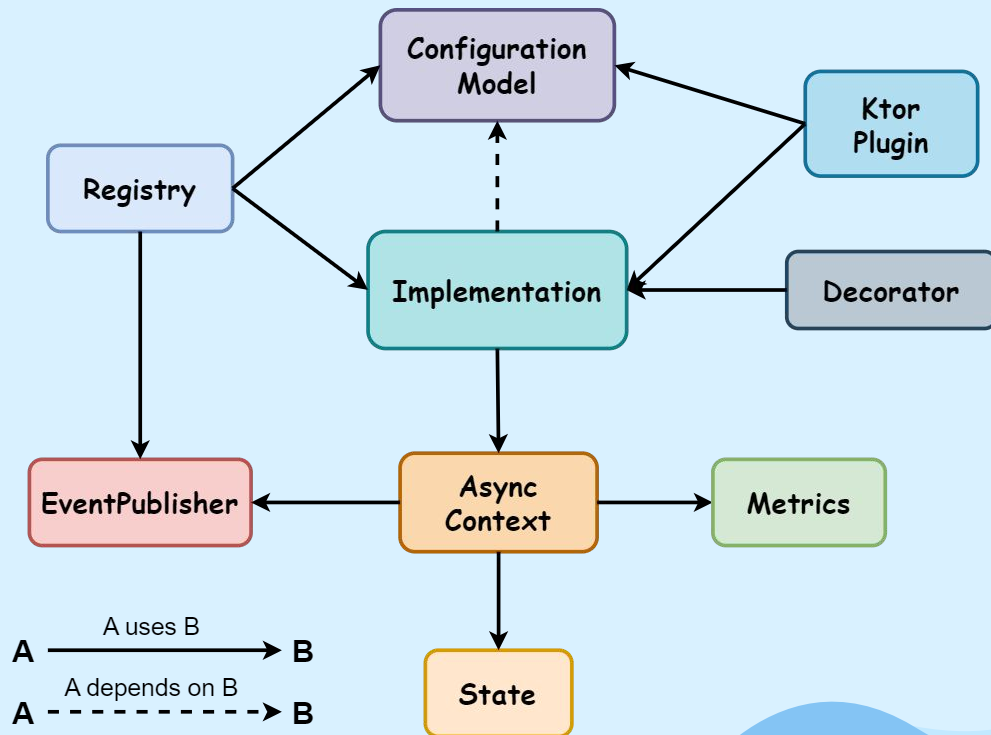 Configuration
Model
Ktor
Plugin
Registry
Implementation
Decorator
EventPublisher
Async
Context
Metrics
A uses B
A
B
A depends on B
A
B
State